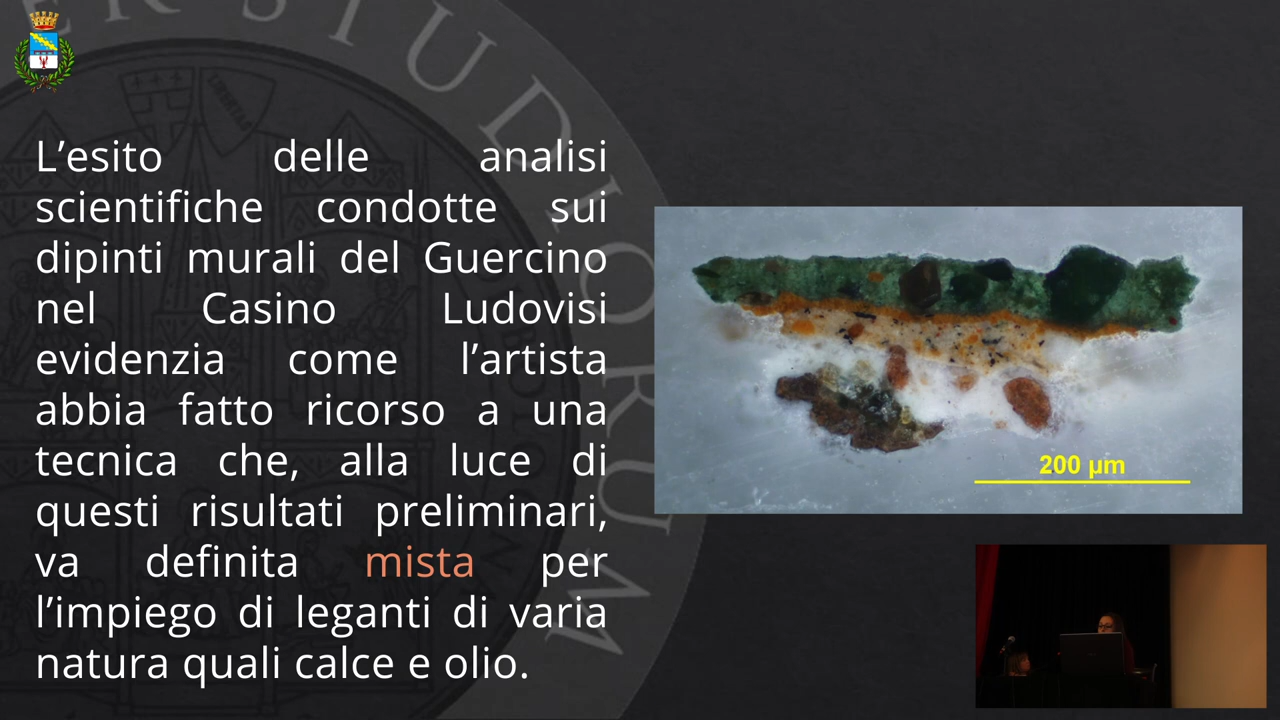 L'esito delle analisi
scientifiche condotte sui
dipinti murali del Guercino
nel Casino Ludovisi
evidenzia come l'artista
abbia fatto ricorso a una
tecnica che, alla luce di
questi risultati preliminari,
va definita mista per
l'impiego di leganti di varia
natura quali calce e olio.
200 µm
STUDIORUM